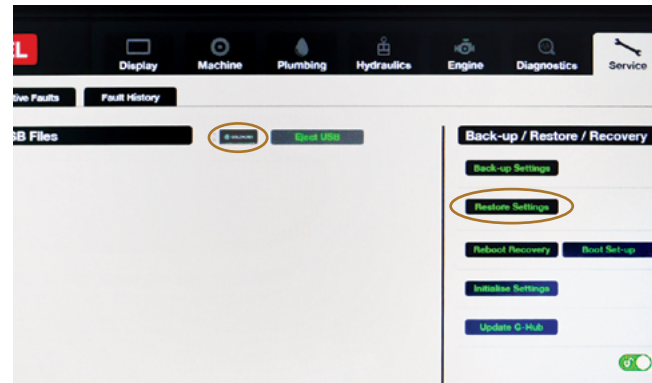 EL
Display Machine Plumbing Hydraulics Engine Diagnostics Service
tive Faults Fault History
SB Files
Eject USB
Back-up / Restore / Recovery
Back-up Settings
Restore Settings
Reboot Recovery Boot Set-up
Initialise Settings
Update G-Hub